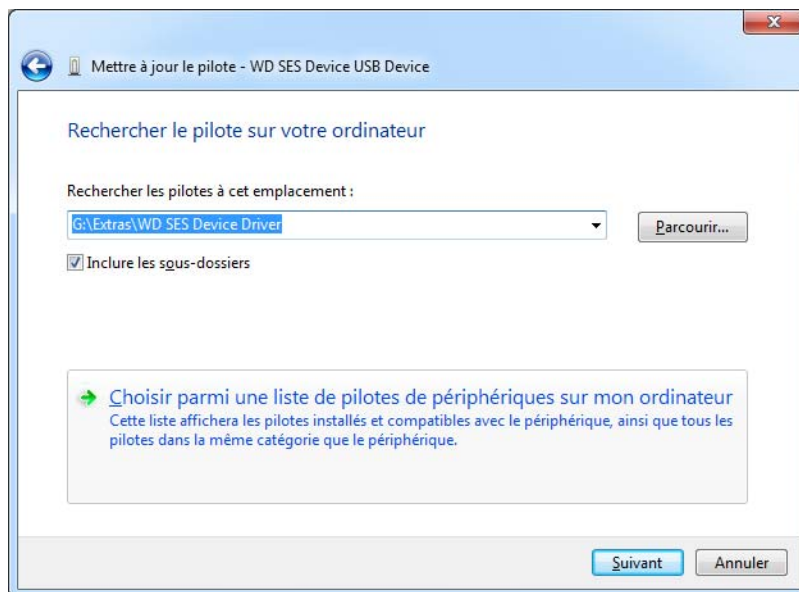 Mettre à jour le pilote - WD SES Device USB Device
Rechercher le pilote sur votre ordinateur
Rechercher les pilotes à cet emplacement :
G:\Extras\WD SES Device Driver
Parcourir...
Inclure les sous-dossiers
Choisir parmi une liste de pilotes de périphériques sur mon ordinateur
Cette liste affichera les pilotes installés et compatibles avec le périphérique, ainsi que tous les
pilotes dans la même catégorie que le périphérique.
Suivant
Annuler